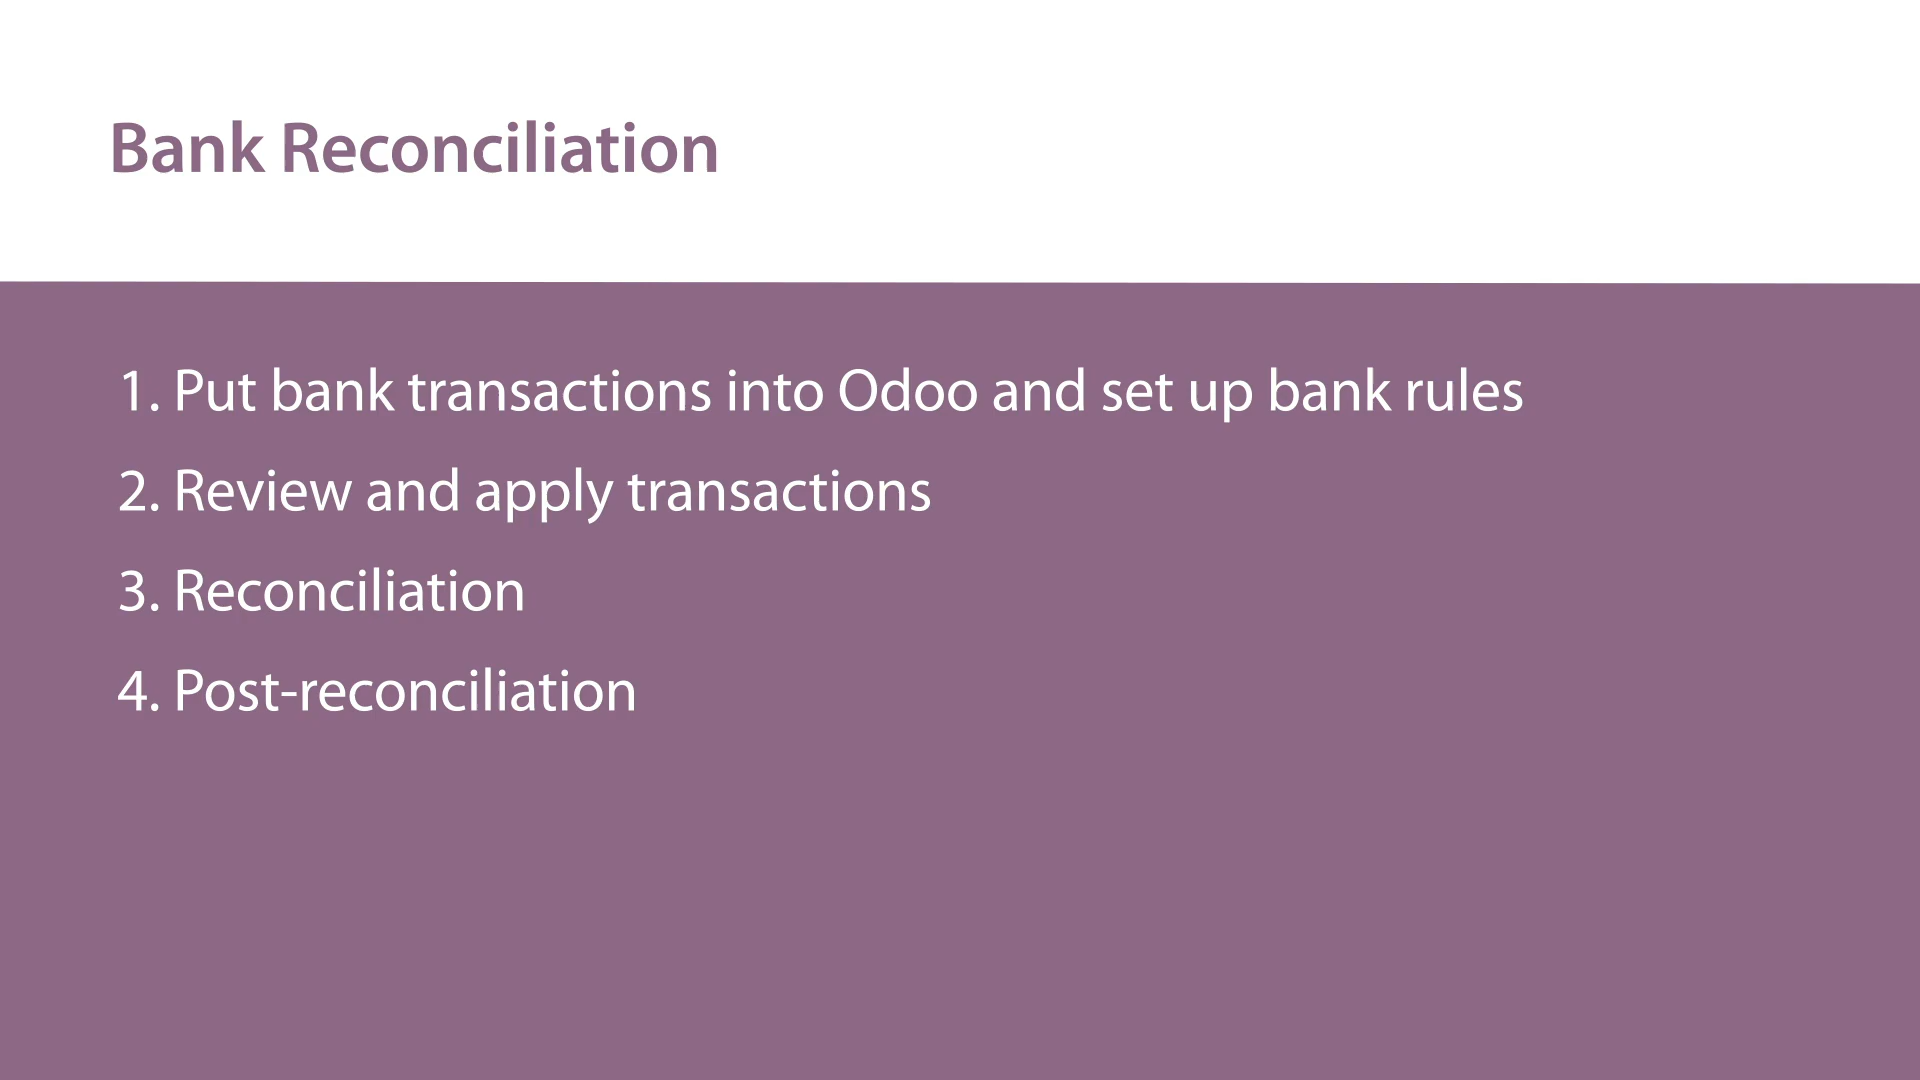 Bank Reconciliation
1. Put bank transactions into Odoo and set up bank rules
2. Review and apply transactions
3. Reconciliation
4. Post-reconciliation